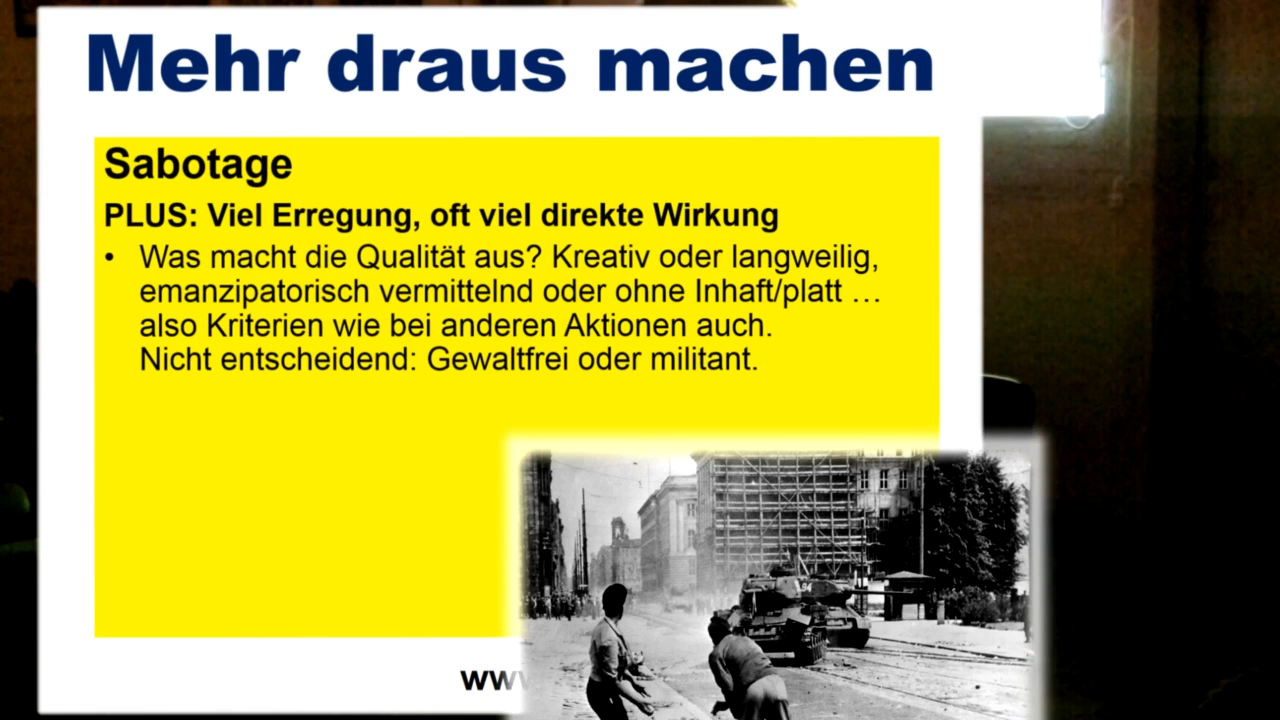 Mehr draus machen
Sabotage
PLUS: Viel Erregung, oft viel direkte Wirkung
• Was macht die Qualität aus? Kreativ oder langweilig,
emanzipatorisch vermittelnd oder ohne Inhaft/platt …
also Kriterien wie bei anderen Aktionen auch.
Nicht entscheidend: Gewaltfrei oder militant.